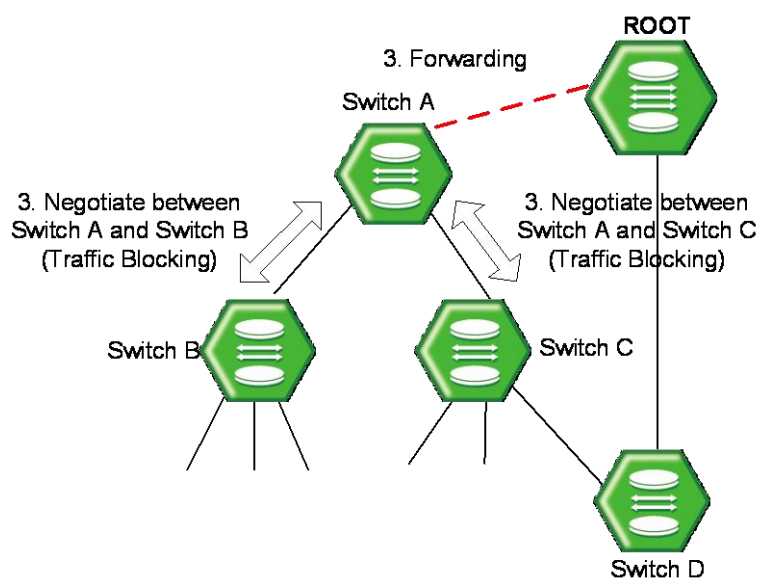 ROOT
3. Forwarding
Switch A
3. Negotiate between
Switch A and Switch B
(Traffic Blocking)
3. Negotiate between
Switch A and Switch C
(Traffic Blocking)
Switch B
Switch C
Switch D